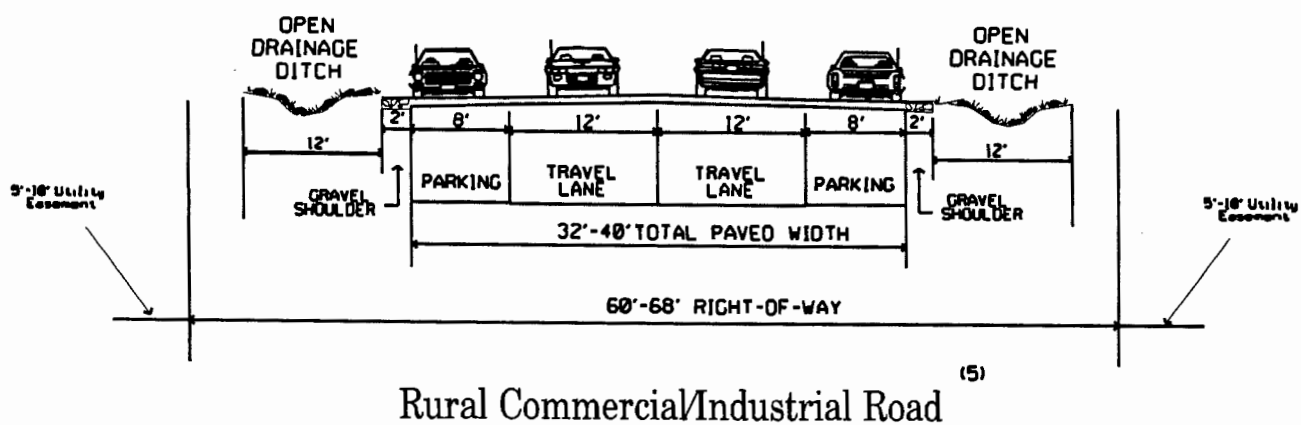 OPEN
DRAINAGE
DITCH
OPEN
DRAINAGE
DITCH
2' 8' 12' 12' 8' 2'
12' 12'
PARKING TRAVEL LANE TRAVEL LANE PARKING
GRAVEL
SHOULDER
GRAVEL
SHOULDER
5'-10' Utility
Easement
5'-10' Utility
Easement
32'-40' TOTAL PAVED WIDTH
60'-68' RIGHT-OF-WAY
(5)
Rural Commercial/Industrial Road